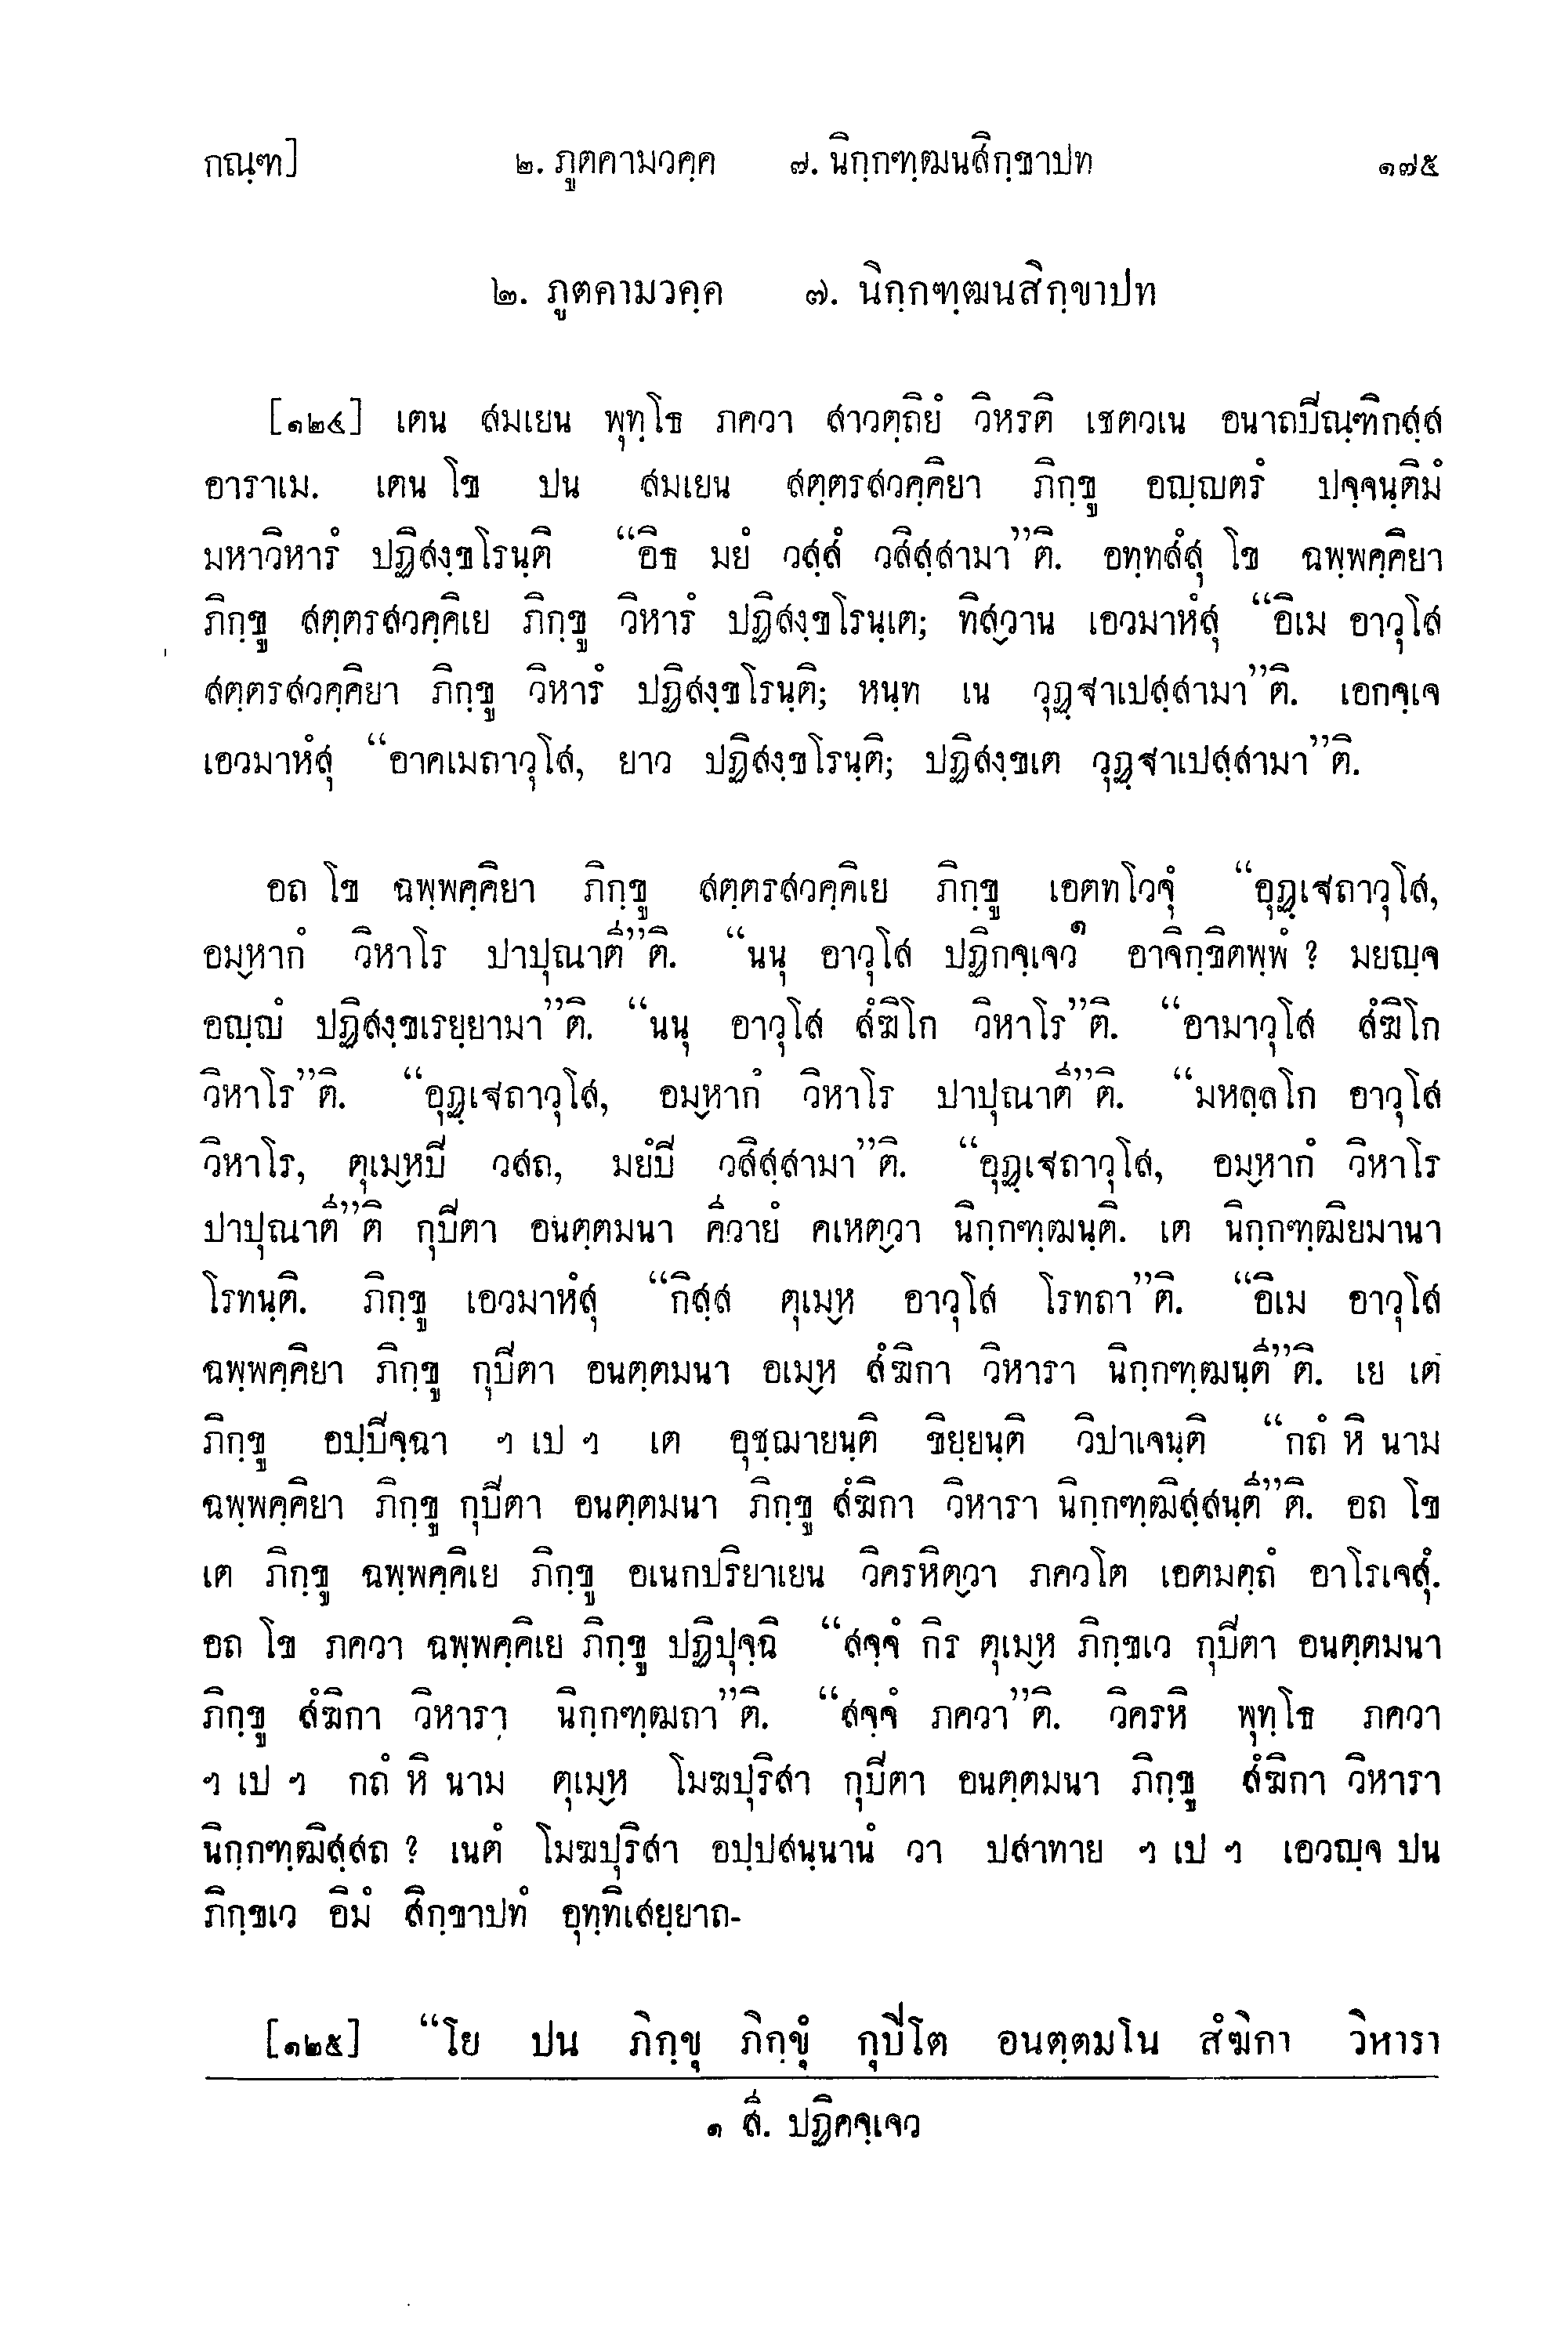 กณฺฑ] ๒. ภูตคามวคฺค ๗. นิกฺกฑฺฒนสิกฺขาปท ๑๗๕
๒. ภูตคามวคฺค ๗. นิกฺกฑฺฒนสิกฺขาปท
[๑๒๔] เตน สมเยน พุทฺโธ ภควา สาวตฺถิยํ วิหรติ เชตวเน อนาถปิณฺฑิกสฺส
อาราเม. เตน โข ปน สมเยน สตฺตรสวคฺคิยา ภิกฺขู อญฺญตรํ ปจฺจนฺติมํ
มหาวิหารํ ปฏิสงฺขโรนฺติ “อิธ มยํ วสฺสํ วสิสฺสามา”ติ. อทฺทสํสุ โข ฉพฺพคฺคิยา
ภิกฺขู สตฺตรสวคฺคิเย ภิกฺขู วิหารํ ปฏิสงฺขโรนฺเต; ทิสฺวาน เอวมาหํสุ “อิเม อาวุโส
สตฺตรสวคฺคิยา ภิกฺขู วิหารํ ปฏิสงฺขโรนฺติ; หนฺท เน วุฏฺฐาเปสฺสามา”ติ. เอกจฺเจ
เอวมาหํสุ “อาคเมถาวุโส, ยาว ปฏิสงฺขโรนฺติ; ปฏิสงฺขเต วุฏฺฐาเปสฺสามา”ติ.
อถ โข ฉพฺพคฺคิยา ภิกฺขู สตฺตรสวคฺคิเย ภิกฺขู เอตทโวจุํ “อุฏฺเฐถาวุโส,
อมฺหากํ วิหาโร ปาปุณาตี”ติ. “นนุ อาวุโส ปฏิกจฺเจว๑ อาจิกฺขิตพฺพํ ? มยญฺจ
อญฺญํ ปฏิสงฺขเรยฺยามา”ติ. “นนุ อาวุโส สํฆิโก วิหาโร”ติ. “อามาวุโส สํฆิโก
วิหาโร”ติ. “อุฏฺเฐถาวุโส, อมฺหากํ วิหาโร ปาปุณาตี”ติ. “มหลฺลโก อาวุโส
วิหาโร, ตุเมฺหปิ วสถ, มยํปิ วสิสฺสามา”ติ. “อุฏฺเฐถาวุโส, อมฺหากํ วิหาโร
ปาปุณาตี”ติ กุปิตา อนตฺตมนา คีวายํ คเหตฺวา นิกฺกฑฺฒนฺติ. เต นิกฺกฑฺฒิยมานา
โรทนฺติ. ภิกฺขู เอวมาหํสุ “กิสฺส ตุเมฺห อาวุโส โรทถา”ติ. “อิเม อาวุโส
ฉพฺพคฺคิยา ภิกฺขู กุปิตา อนตฺตมนา อเมฺห สํฆิกา วิหารา นิกฺกฑฺฒนฺตี”ติ. เย เต
ภิกฺขู อปฺปิจฺฉา ฯ เป ฯ เต อุชฺฌายนฺติ ขิยฺยนฺติ วิปาเจนฺติ “กถํ หิ นาม
ฉพฺพคฺคิยา ภิกฺขู กุปิตา อนตฺตมนา ภิกฺขู สํฆิกา วิหารา นิกฺกฑฺฒิสฺสนฺตี”ติ. อถ โข
เต ภิกฺขู ฉพฺพคฺคิเย ภิกฺขู อเนกปริยาเยน วิครหิตฺวา ภควโต เอตมตฺถํ อาโรเจสุํ.
อถ โข ภควา ฉพฺพคฺคิเย ภิกฺขู ปฏิปุจฺฉิ “สจฺจํ กิร ตุเมฺห ภิกฺขเว กุปิตา อนตฺตมนา
ภิกฺขู สํฆิกา วิหารา นิกฺกฑฺฒถา”ติ. “สจฺจํ ภควา”ติ. วิครหิ พุทฺโธ ภควา
ฯ เป ฯ กถํ หิ นาม ตุเมฺห โมฆปุริสา กุปิตา อนตฺตมนา ภิกฺขู สํฆิกา วิหารา
นิกฺกฑฺฒิสฺสถ ? เนตํ โมฆปุริสา อปฺปสนฺนานํ วา ปสาทาย ฯ เป ฯ เอวญฺจ ปน
ภิกฺขเว อิมํ สิกฺขาปทํ อุทฺทิเสยฺยาถ-
[๑๒๕] “โย ปน ภิกฺขุ ภิกฺขุํ กุปิโต อนตฺตมโน สํฆิกา วิหารา
๑ สี. ปฏิคจฺเจว